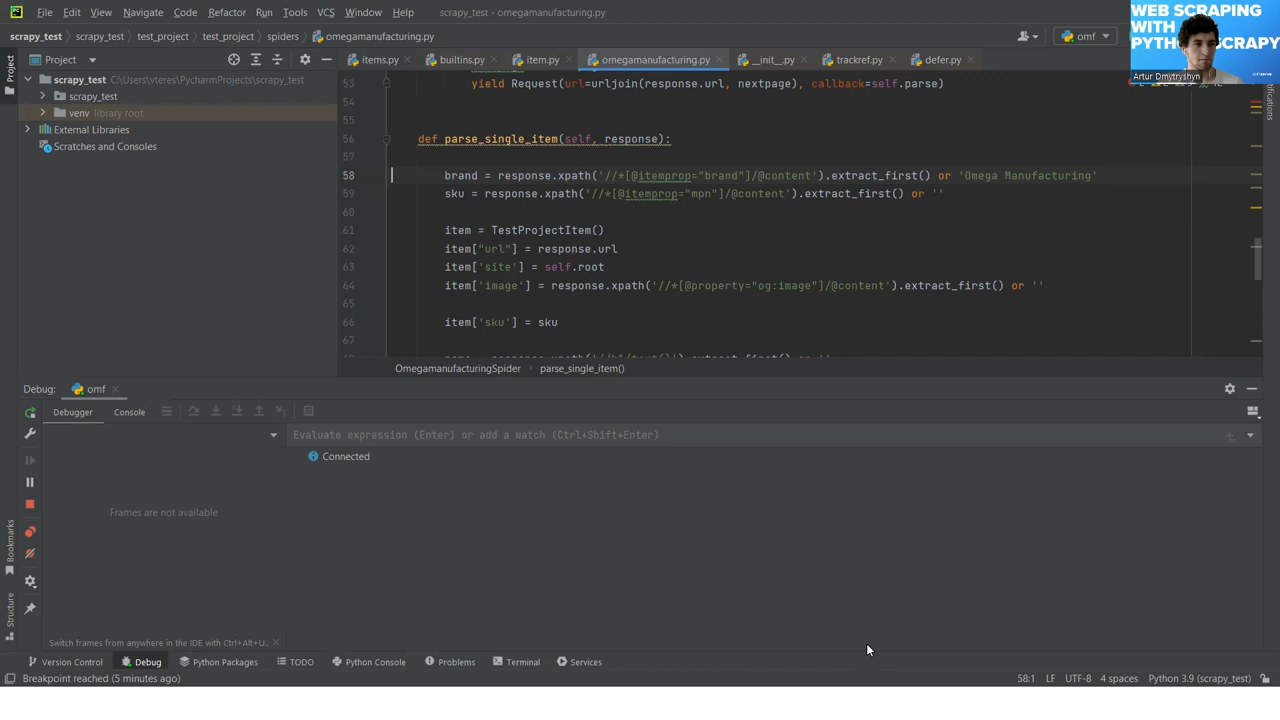 File Edit View Navigate Code Refactor Run Tools VCS Window Help scrapy_test - omegamanufacturing.py
WEB SCRAPING
WITH
PYTHON SCRAPY
Artur Dmytryshyn
scrapy_test scrapy_test test_project test_project spiders omegamanufacturing.py omf
Project
Project items.py builtins.py item.py omegamanufacturing.py __init__.py trackref.py defer.py
scrapy_test C:\Users\vteres\PycharmProjects\scrapy_test
scrapy_test
venv library root
External Libraries
Scratches and Consoles
53 yield Request(url=urljoin(response.url, nextpage), callback=self.parse)
54
55
56 def parse_single_item(self, response):
57
58 brand = response.xpath('//*[@itemprop="brand"]/@content').extract_first() or 'Omega Manufacturing'
59 sku = response.xpath('//*[@itemprop="mpn"]/@content').extract_first() or ''
60
61 item = TestProjectItem()
62 item["url"] = response.url
63 item['site'] = self.root
64 item['image'] = response.xpath('//*[@property="og:image"]/@content').extract_first() or ''
65
66 item['sku'] = sku
67
OmegamanufacturingSpider parse_single_item()
Debug: omf
Debugger Console
Evaluate expression (Enter) or add a watch (Ctrl+Shift+Enter)
Connected
Frames are not available
Bookmarks
Structure
Switch frames from anywhere in the IDE with Ctrl+Alt+U...
Version Control Debug Python Packages TODO Python Console Problems Terminal Services
Breakpoint reached (5 minutes ago) 58:1 LF UTF-8 4 spaces Python 3.9 (scrapy_test)